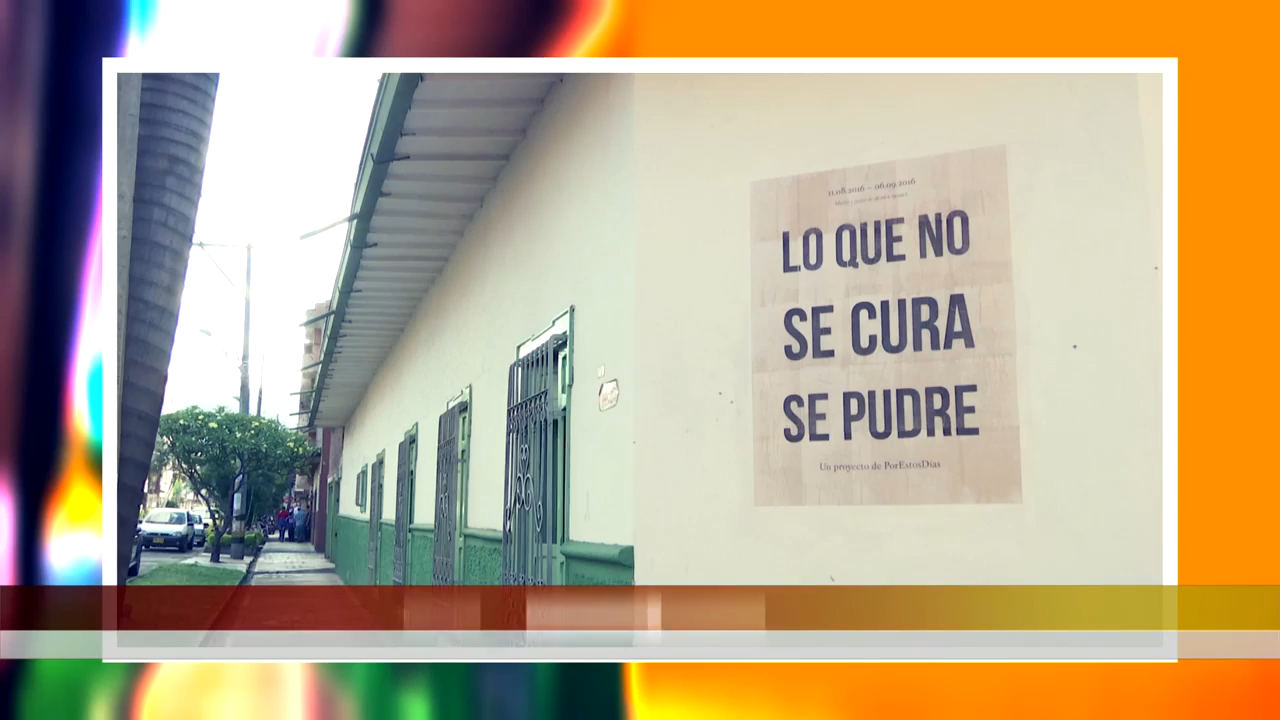 11.08.2016 – 06.09.2016
LO QUE NO
SE CURA
SE PUDRE
Un proyecto de PorEstosDias